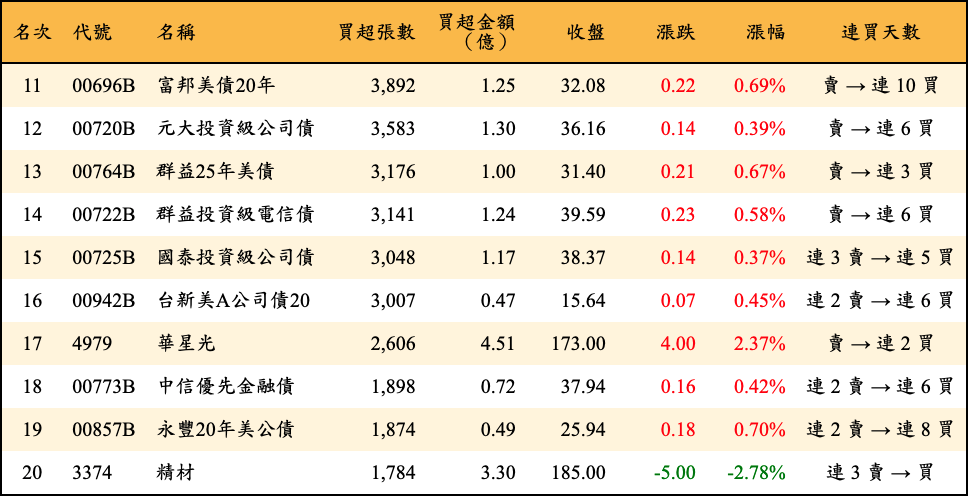 名次 代號 名稱 買超張數 買超金額（億） 收盤 漲跌 漲幅 連買天數
11 00696B 富邦美債20年 3,892 1.25 32.08 0.22 0.69% 賣 → 連 10 買
12 00720B 元大投資級公司債 3,583 1.30 36.16 0.14 0.39% 賣 → 連 6 買
13 00764B 群益25年美債 3,176 1.00 31.40 0.21 0.67% 賣 → 連 3 買
14 00722B 群益投資級電信債 3,141 1.24 39.59 0.23 0.58% 賣 → 連 6 買
15 00725B 國泰投資級公司債 3,048 1.17 38.37 0.14 0.37% 連 3 賣 → 連 5 買
16 00942B 台新美A公司債20 3,007 0.47 15.64 0.07 0.45% 連 2 賣 → 連 6 買
17 4979 華星光 2,606 4.51 173.00 4.00 2.37% 賣 → 連 2 買
18 00773B 中信優先金融債 1,898 0.72 37.94 0.16 0.42% 連 2 賣 → 連 6 買
19 00857B 永豐20年美公債 1,874 0.49 25.94 0.18 0.70% 連 2 賣 → 連 8 買
20 3374 精材 1,784 3.30 185.00 -5.00 -2.78% 連 3 賣 → 買